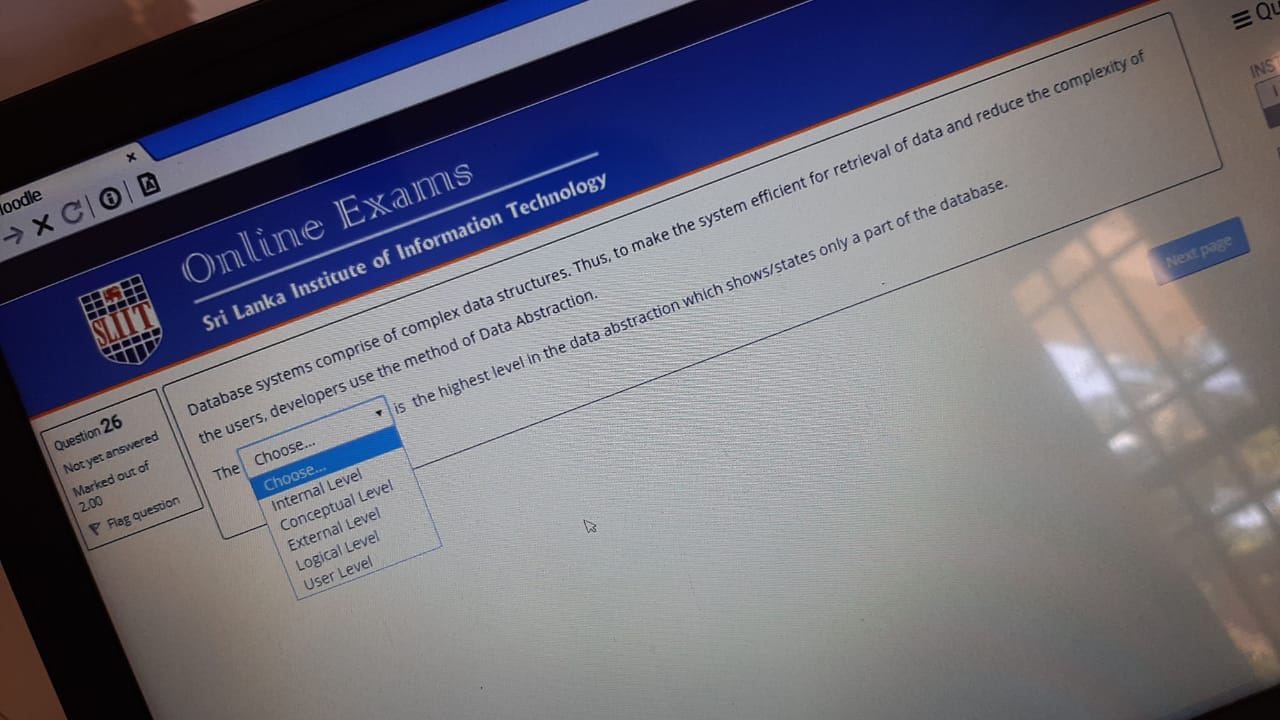 loodle
Online Exams
Sri Lanka Institute of Information Technology
SLIIT
Question 26
Not yet answered
Marked out of
2.00
Flag question
Database systems comprise of complex data structures. Thus, to make the system efficient for retrieval of data and reduce the complexity of
the users, developers use the method of Data Abstraction.
The Choose... is the highest level in the data abstraction which shows/states only a part of the database.
Choose...
Internal Level
Conceptual Level
External Level
Logical Level
User Level
Next page
Qu
INST